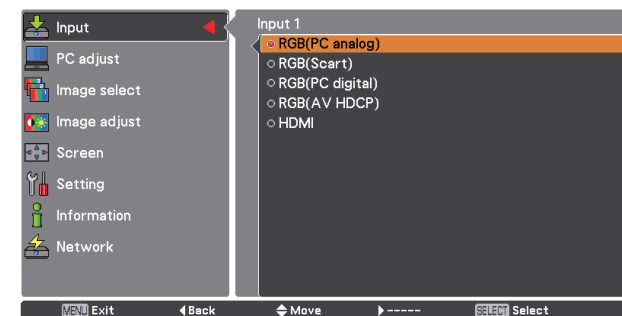 Input
PC adjust
Image select
Image adjust
Screen
Setting
Information
Network
Input 1
RGB(PC analog)
RGB(Scart)
RGB(PC digital)
RGB(AV HDCP)
HDMI
MENU Exit
Back
Move
-----
SELECT Select